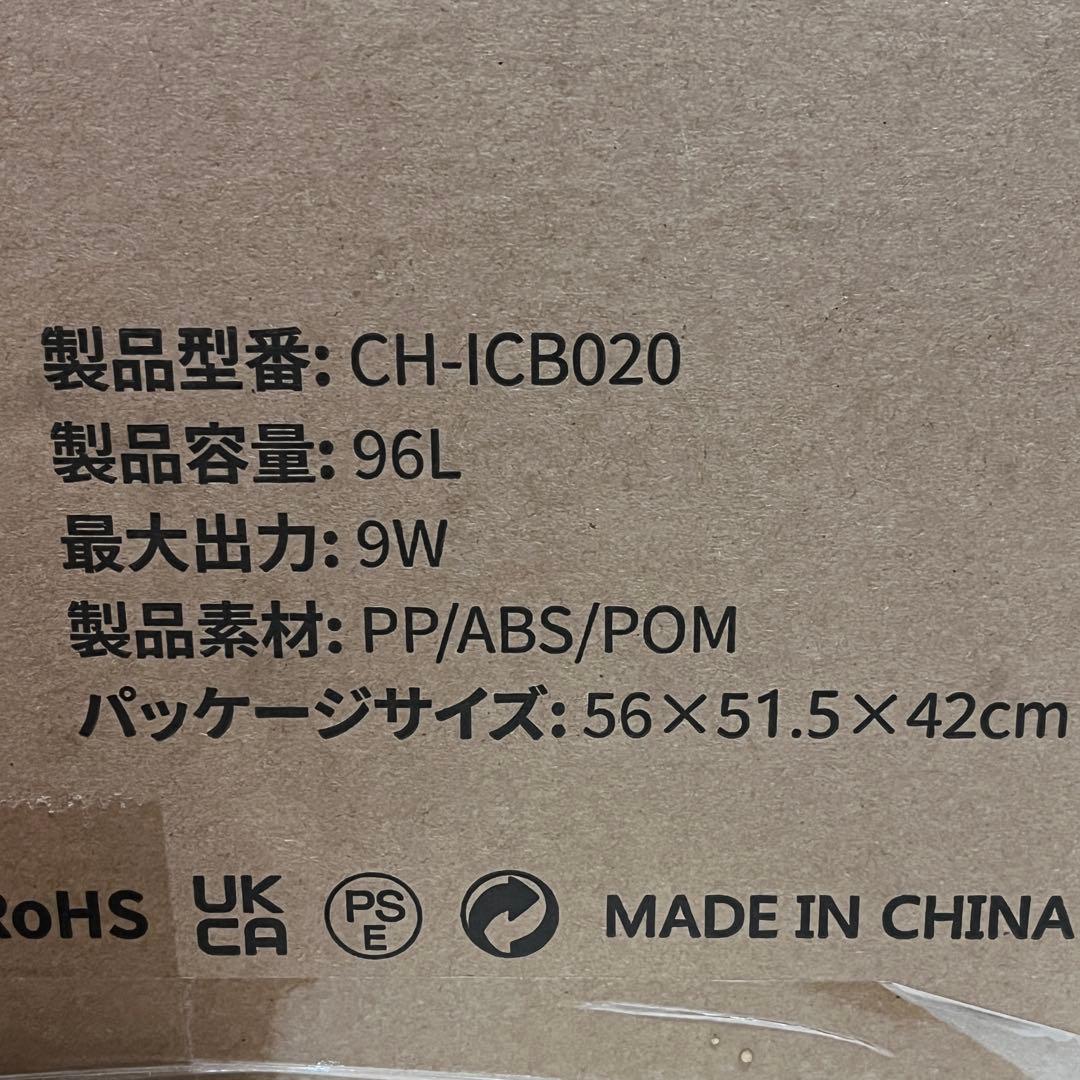 製品型番: CH-ICB020
製品容量: 96L
最大出力: 9W
製品素材: PP/ABS/POM
パッケージサイズ: 56×51.5×42cm
RoHS UK CA PS E MADE IN CHINA